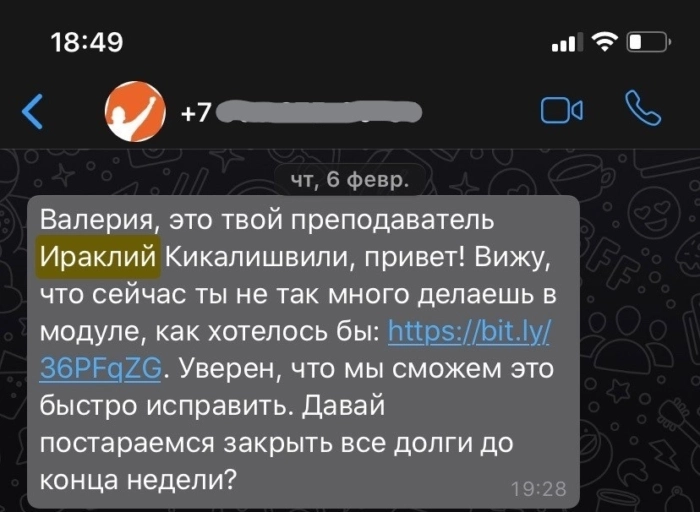 18:49
+7
чт, 6 февр.
Валерия, это твой преподаватель
Ираклий Кикалишвили, привет! Вижу,
что сейчас ты не так много делаешь в
модуле, как хотелось бы: https://bit.ly/
36PFqZG. Уверен, что мы сможем это
быстро исправить. Давай
постараемся закрыть все долги до
конца недели?
19:28